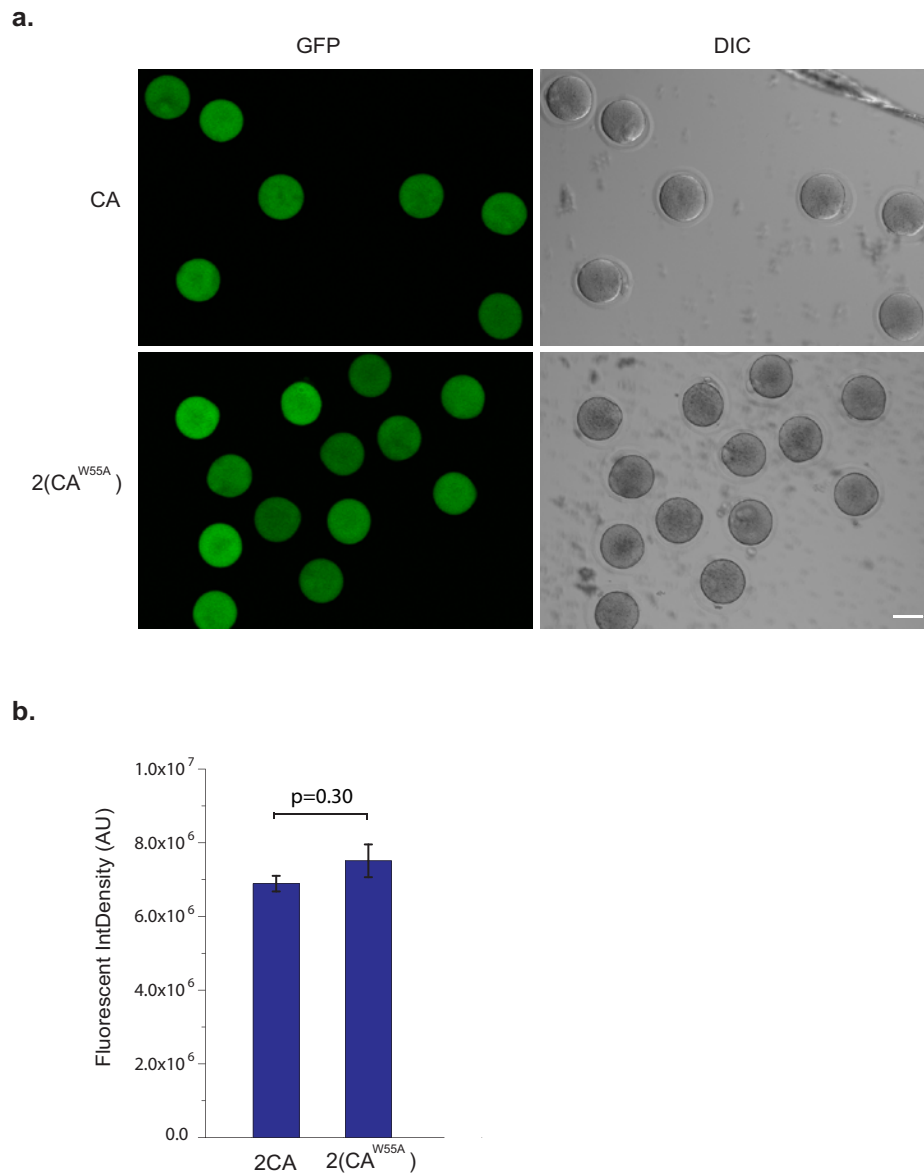 a.
GFP
DIC
CA
2(CA^W55A)
b.
Fluorescent IntDensity (AU)
1.0x10^7
8.0x10^6
6.0x10^6
4.0x10^6
2.0x10^6
0.0
p=0.30
2CA
2(CA^W55A)